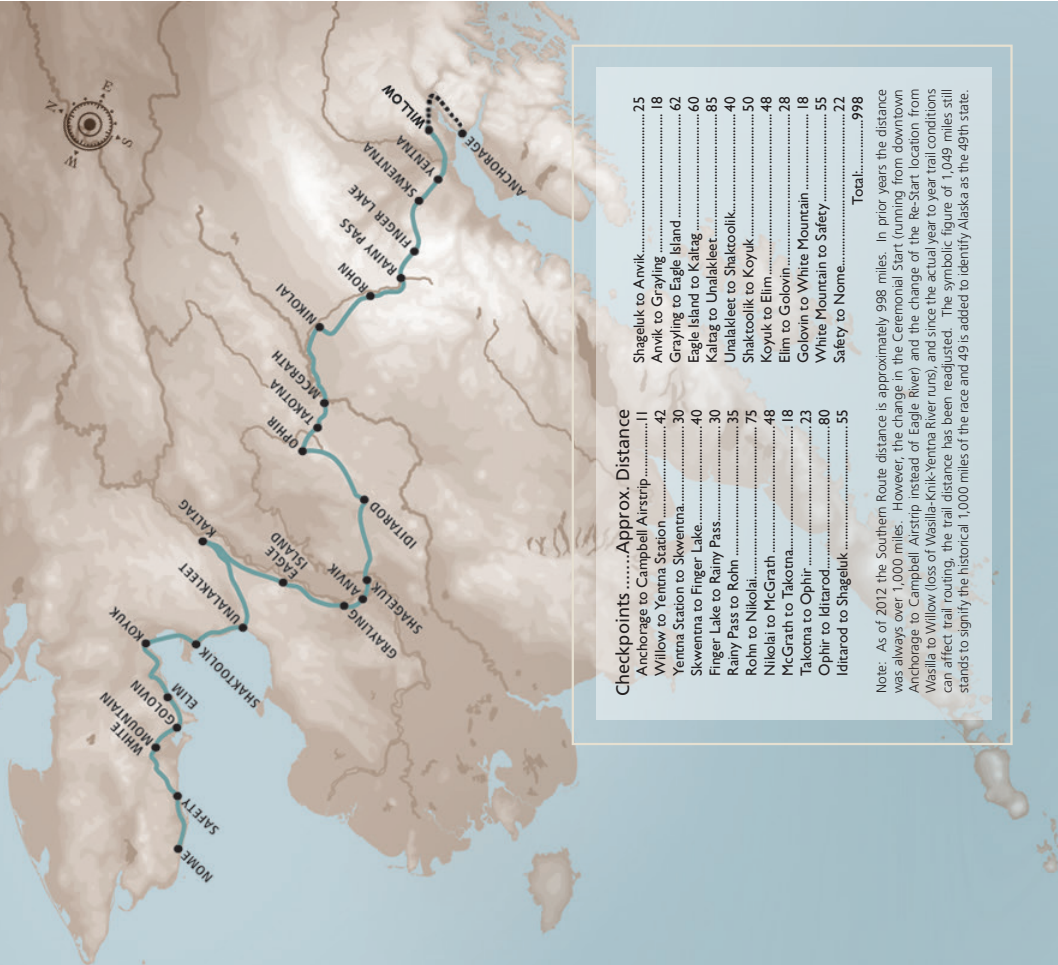 N
E
S
W
WILLOW
ANCHORAGE
YENTNA
SKWENTNA
FINGER LAKE
RAINY PASS
ROHN
NIKOLAI
MCGRATH
TAKOTNA
OPHIR
IDITAROD
SHAGELUK
ANVIK
GRAYLING
EAGLE
ISLAND
KALTAG
UNALAKLEET
SHAKTOOLIK
KOYUK
ELIM
GOLOVIN
WHITE
MOUNTAIN
SAFETY
NOME
Checkpoints ........Approx. Distance
Anchorage to Campbell Airstrip..............11
Willow to Yentna Station ......................42
Yentna Station to Skwentna...................30
Skwentna to Finger Lake.......................40
Finger Lake to Rainy Pass.....................30
Rainy Pass to Rohn ..............................35
Rohn to Nikolai....................................75
Nikolai to McGrath ..............................48
McGrath to Takotna..............................18
Takotna to Ophir..................................23
Ophir to Iditarod..................................80
Iditarod to Shageluk .............................55
Shageluk to Anvik................................25
Anvik to Grayling ................................18
Grayling to Eagle Island .......................62
Eagle Island to Kaltag ..........................60
Kaltag to Unalakleet.............................85
Unalakleet to Shaktoolik.......................40
Shaktoolik to Koyuk.............................50
Koyuk to Elim .....................................48
Elim to Golovin...................................28
Golovin to White Mountain ..................18
White Mountain to Safety .....................55
Safety to Nome....................................22
Total:..........998
Note: As of 2012 the Southern Route distance is approximately 998 miles. In prior years the distance
was always over 1,000 miles. However, the change in the Ceremonial Start (running from downtown
Anchorage to Campbell Airstrip instead of Eagle River) and the change of the Re-Start location from
Wasilla to Willow (loss of Wasilla-Knik-Yentna River runs), and since the actual year to year trail conditions
can affect trail routing, the trail distance has been readjusted. The symbolic figure of 1,049 miles still
stands to signify the historical 1,000 miles of the race and 49 is added to identify Alaska as the 49th state.